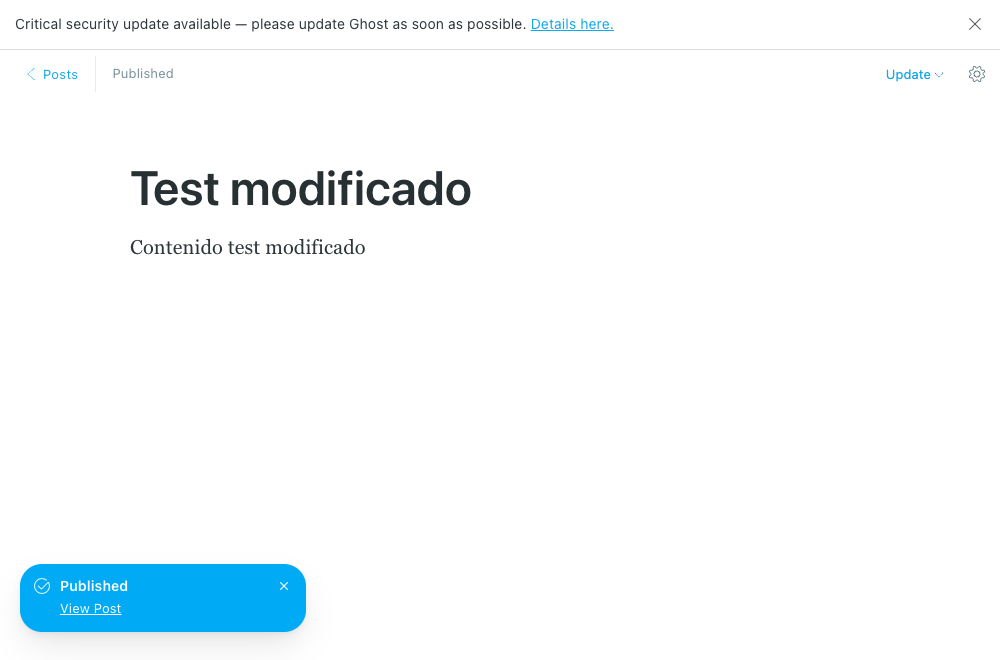 Critical security update available — please update Ghost as soon as possible. Details here.
Posts
Published
Update
Test modificado
Contenido test modificado
Published
View Post